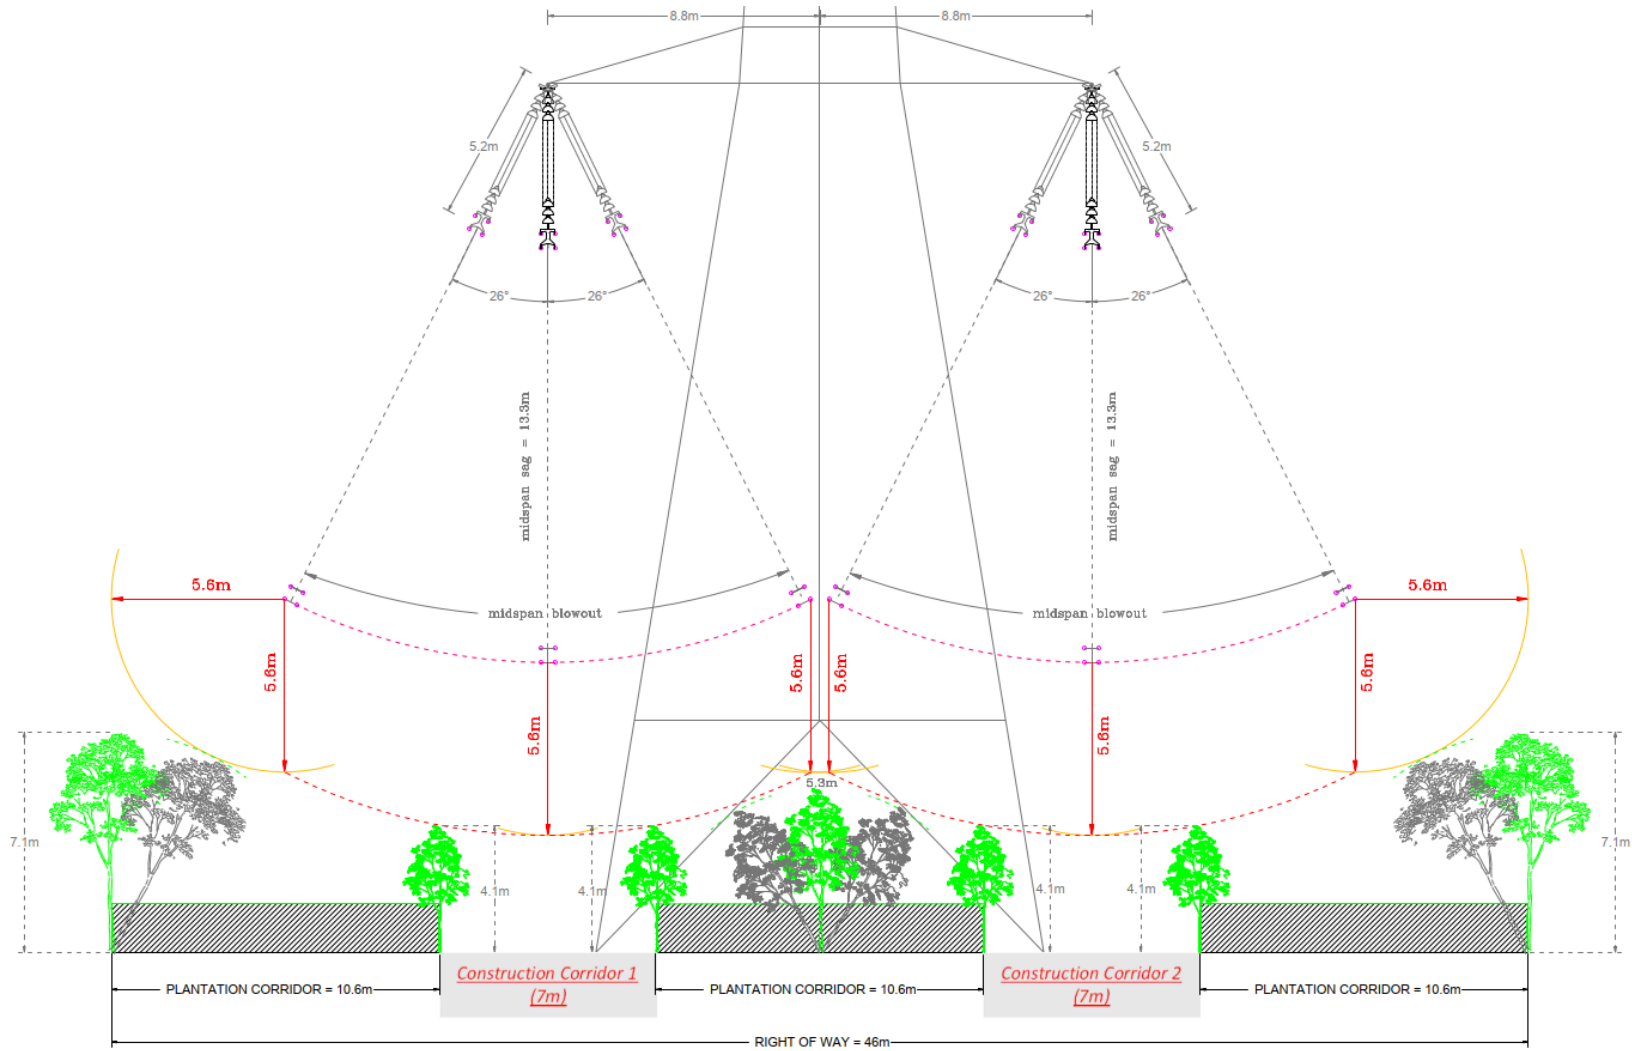 8.8m
8.8m
5.2m
5.2m
26°
26°
26°
26°
midspan sag = 13.3m
midspan sag = 13.3m
5.6m
5.6m
midspan blowout
midspan blowout
5.6m
5.6m
5.6m
5.6m
5.6m
5.6m
5.3m
7.1m
7.1m
4.1m
4.1m
4.1m
4.1m
Construction Corridor 1
(7m)
Construction Corridor 2
(7m)
PLANTATION CORRIDOR = 10.6m
PLANTATION CORRIDOR = 10.6m
PLANTATION CORRIDOR = 10.6m
RIGHT OF WAY = 46m